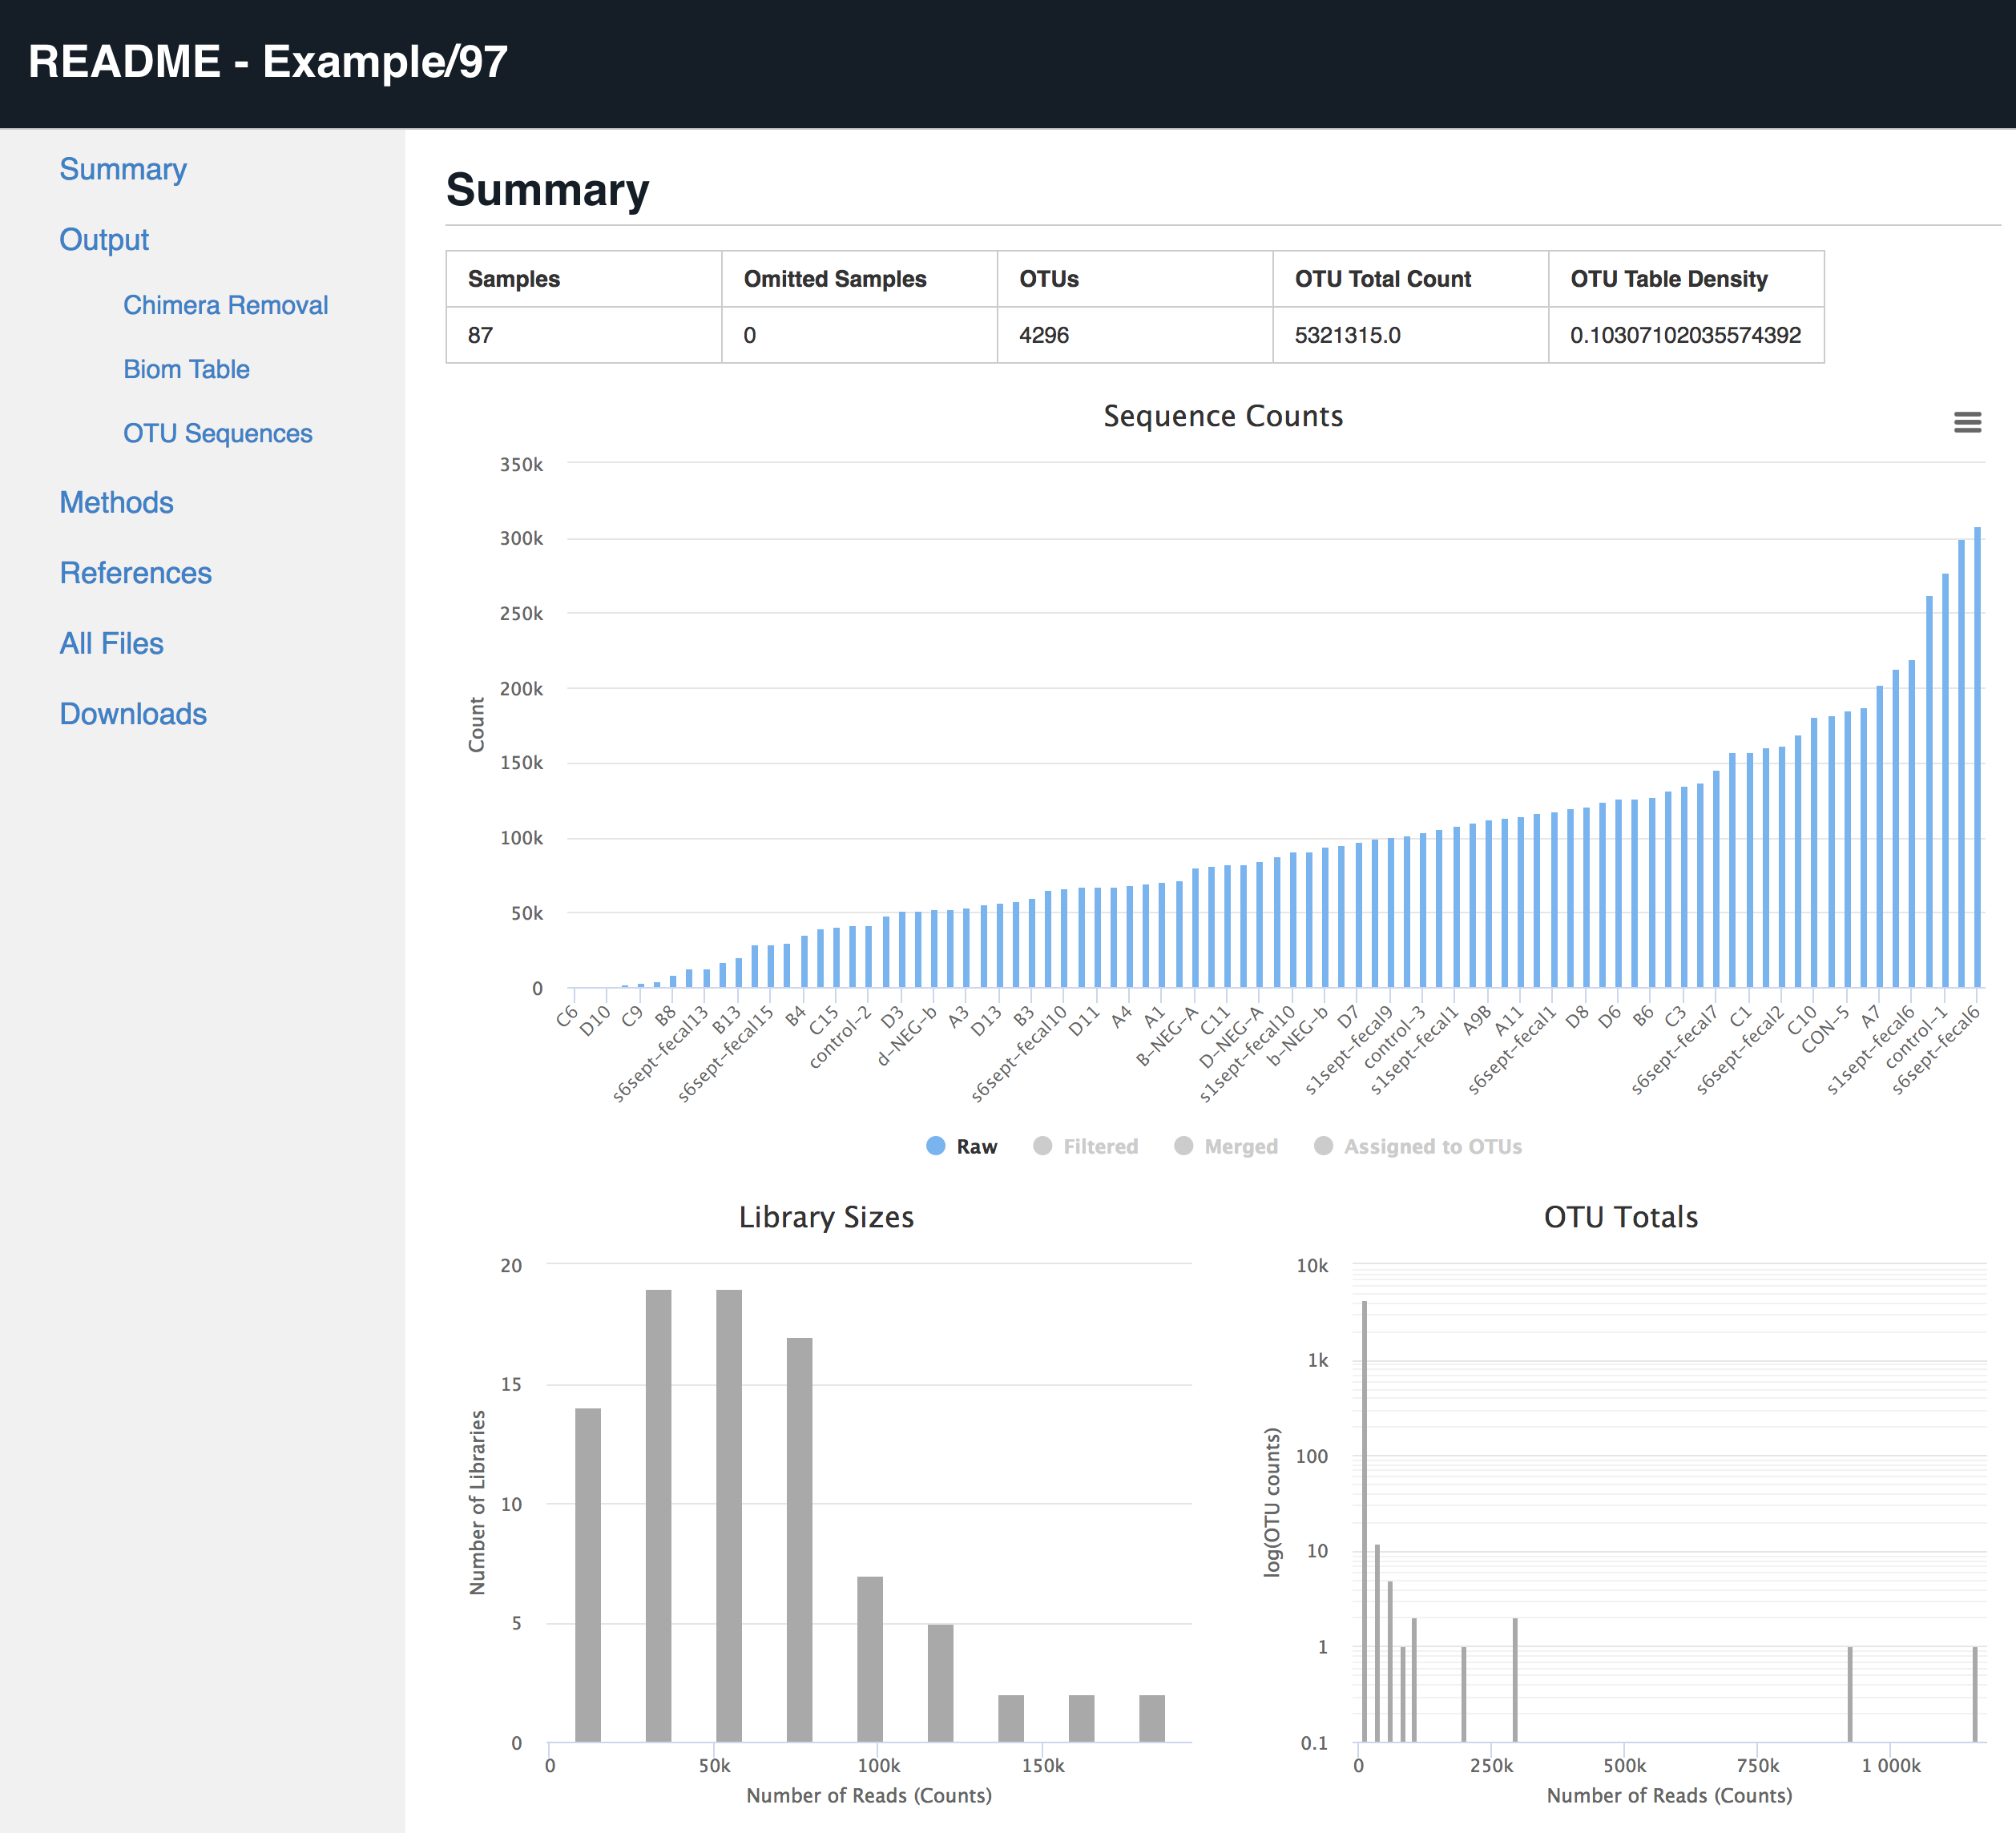 README - Example/97
Summary
Output
Chimera Removal
Biom Table
OTU Sequences
Methods
References
All Files
Downloads
Summary
Samples Omitted Samples OTUs OTU Total Count OTU Table Density
87 0 4296 5321315.0 0.10307102035574392
Sequence Counts
350k
300k
250k
200k
150k
100k
50k
0
Count
C6 D10 C9 B8 s6sept-fecal13 B13 s6sept-fecal15 B4 C15 control-2 D3 d-NEG-b A3 D13 B3 s6sept-fecal10 D11 A4 A1 B-NEG-A C11 D-NEG-A s1sept-fecal10 b-NEG-b D7 s1sept-fecal9 control-3 s1sept-fecal1 A9B A11 s6sept-fecal1 D8 D6 B6 C3 s6sept-fecal7 C1 s6sept-fecal2 C10 CON-5 A7 s1sept-fecal6 control-1 s6sept-fecal6
Raw Filtered Merged Assigned to OTUs
Library Sizes
20
15
10
5
0
Number of Libraries
0 50k 100k 150k
Number of Reads (Counts)
OTU Totals
10k
1k
100
10
1
0.1
log(OTU counts)
0 250k 500k 750k 1 000k
Number of Reads (Counts)